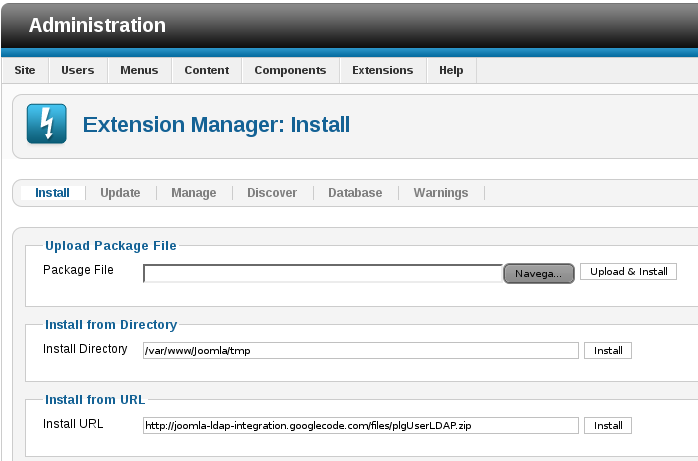 Administration
Site Users Menus Content Components Extensions Help
Extension Manager: Install
Install Update Manage Discover Database Warnings
Upload Package File
Package File Navega... Upload & Install
Install from Directory
Install Directory /var/www/Joomla/tmp Install
Install from URL
Install URL http://joomla-ldap-integration.googlecode.com/files/plgUserLDAP.zip Install